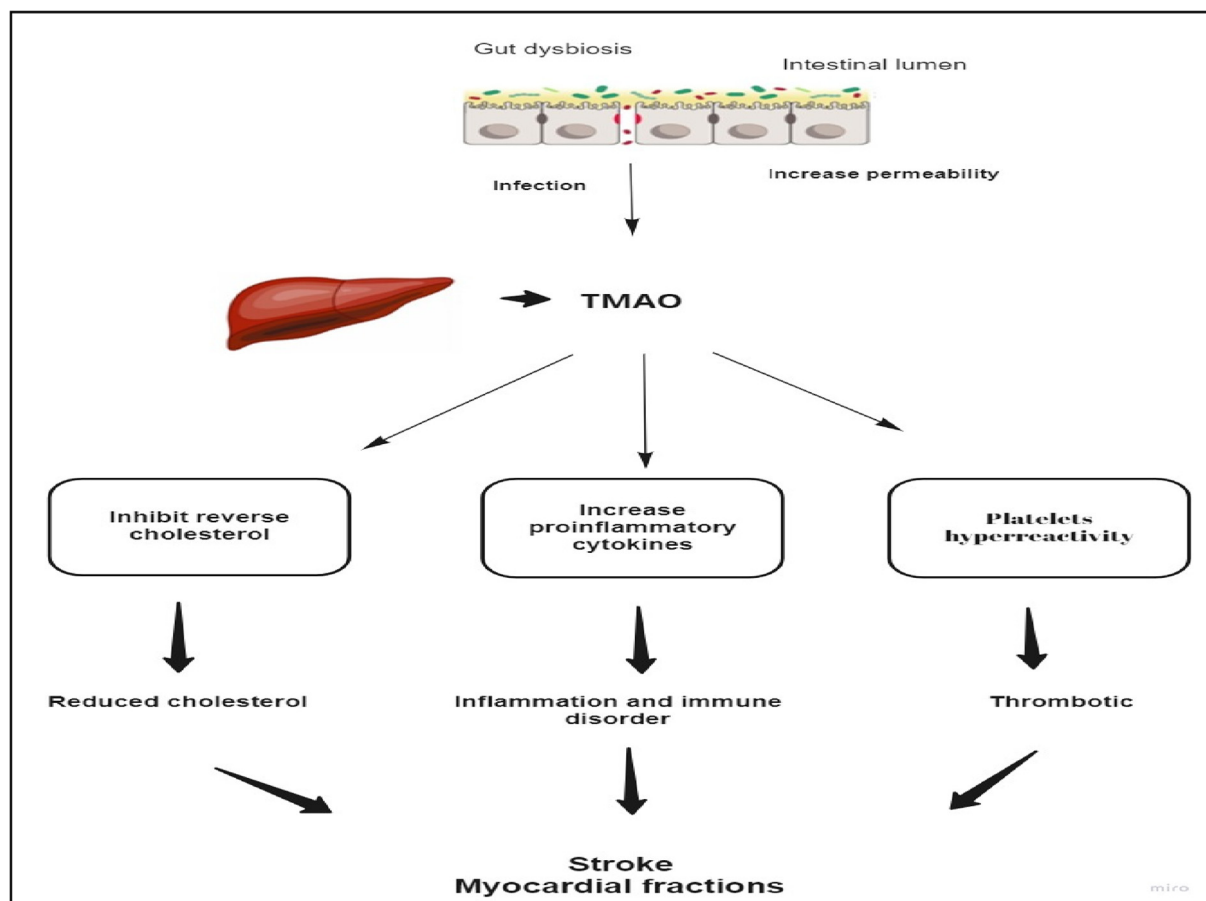 Gut dysbiosis
Intestinal lumen
Infection
Increase permeability
TMAO
Inhibit reverse
cholesterol
Increase
proinflammatory
cytokines
Platelets
hyperreactivity
Reduced cholesterol
Inflammation and immune
disorder
Thrombotic
Stroke
Myocardial fractions
miro